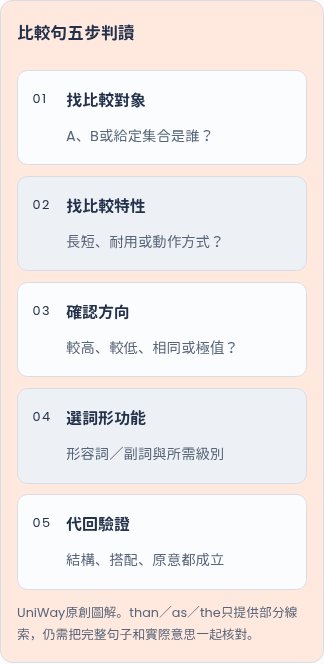 比較句五步判讀
01 找比較對象
A、B或給定集合是誰？
02 找比較特性
長短、耐用或動作方式？
03 確認方向
較高、較低、相同或極值？
04 選詞形功能
形容詞／副詞與所需級別
05 代回驗證
結構、搭配、原意都成立
UniWay原創圖解。than／as／the只提供部分線
索，仍需把完整句子和實際意思一起核對。